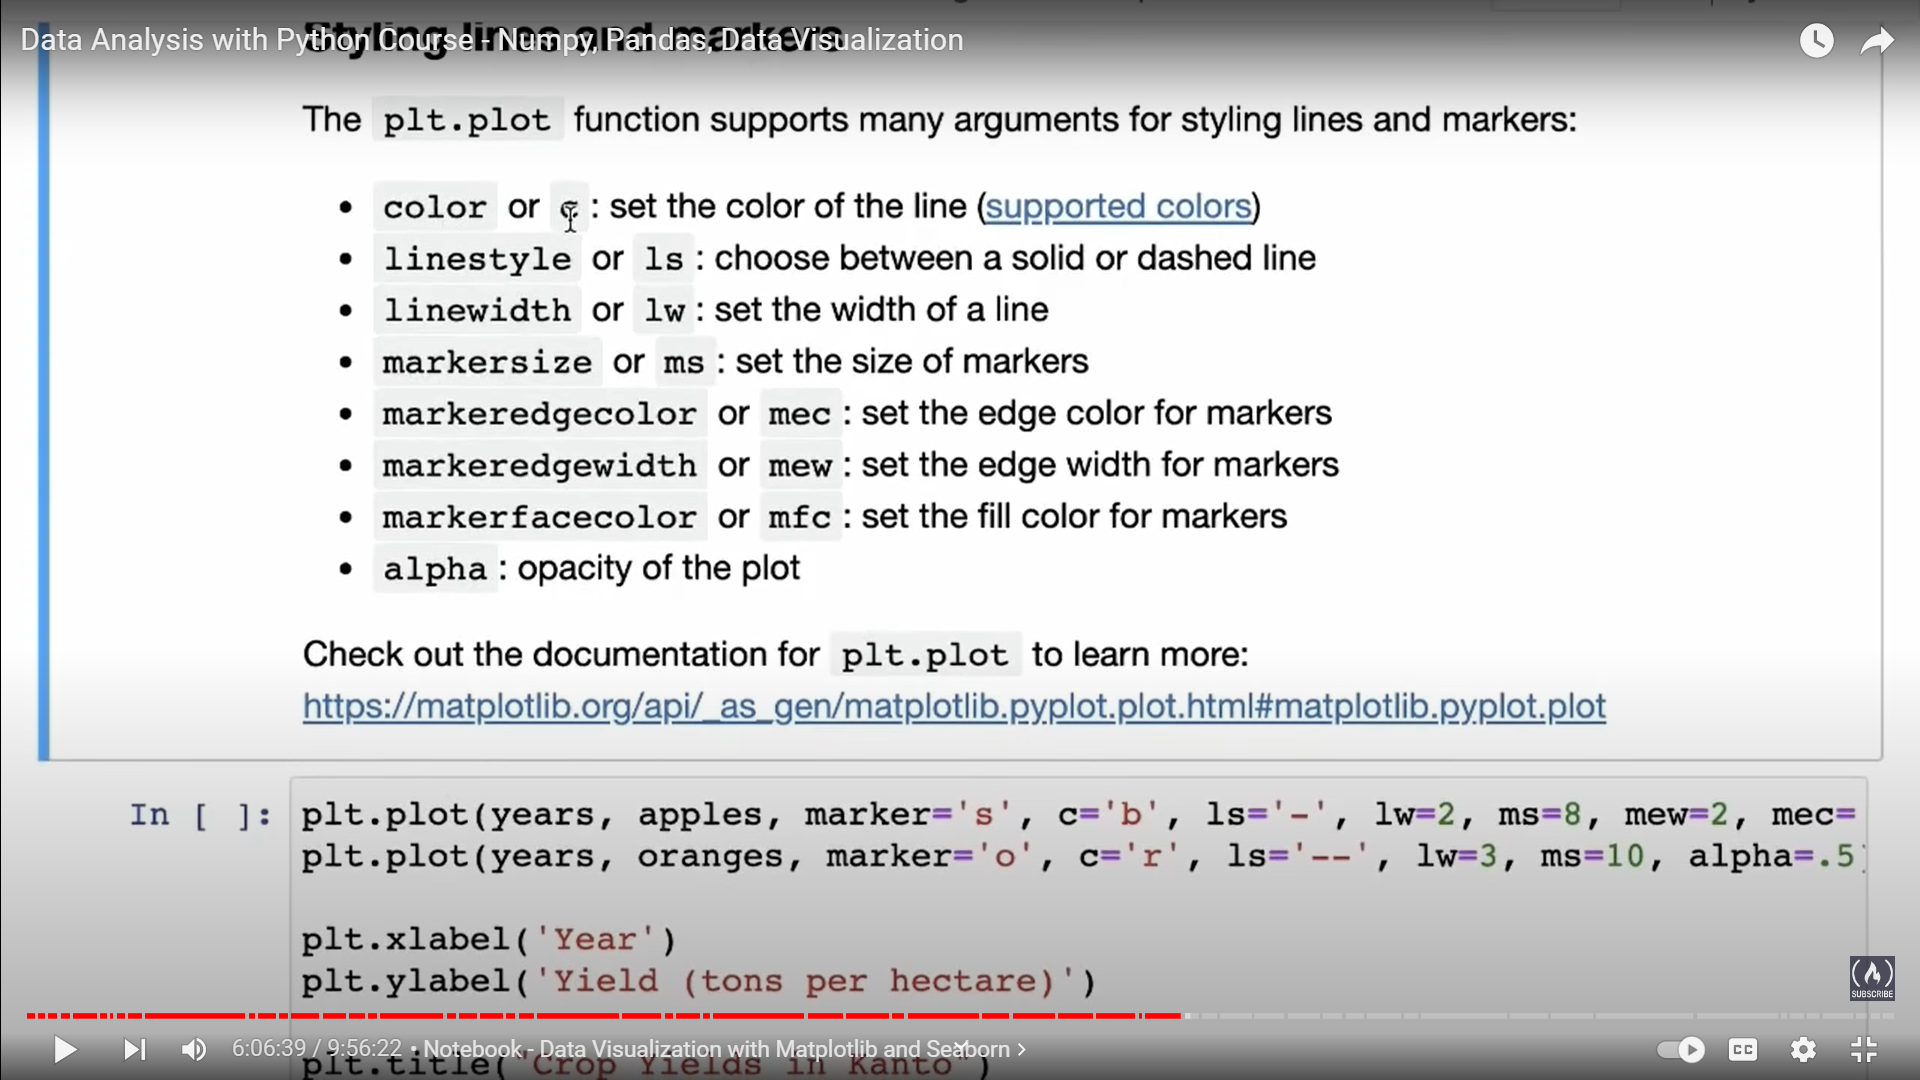 Styling lines and markers
Data Analysis with Python Course - Numpy, Pandas, Data Visualization
The plt.plot function supports many arguments for styling lines and markers:
• color or c : set the color of the line (supported colors)
• linestyle or ls : choose between a solid or dashed line
• linewidth or lw : set the width of a line
• markersize or ms : set the size of markers
• markeredgecolor or mec : set the edge color for markers
• markeredgewidth or mew : set the edge width for markers
• markerfacecolor or mfc : set the fill color for markers
• alpha : opacity of the plot
Check out the documentation for plt.plot to learn more:
https://matplotlib.org/api/_as_gen/matplotlib.pyplot.plot.html#matplotlib.pyplot.plot
In [ ]: plt.plot(years, apples, marker='s', c='b', ls='-', lw=2, ms=8, mew=2, mec=
plt.plot(years, oranges, marker='o', c='r', ls='--', lw=3, ms=10, alpha=.5
plt.xlabel('Year')
plt.ylabel('Yield (tons per hectare)')
SUBSCRIBE
6:06:39 / 9:56:22 • Notebook - Data Visualization with Matplotlib and Seaborn >
CC
plt.title("Crop Yields in Kanto")